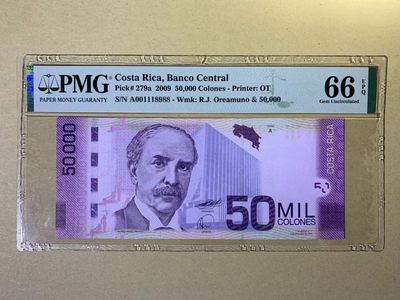 PMG
PAPER MONEY GUARANTY
Costa Rica, Banco Central
Pick# 279a 2009 50,000 Colones - Printer: OT
S/N A001118988 - Wmk: R.J. Oreamuno & 50,000
66 EPQ
Gem Uncirculated
50000
A
COSTA RICA
50 MIL
COLONES